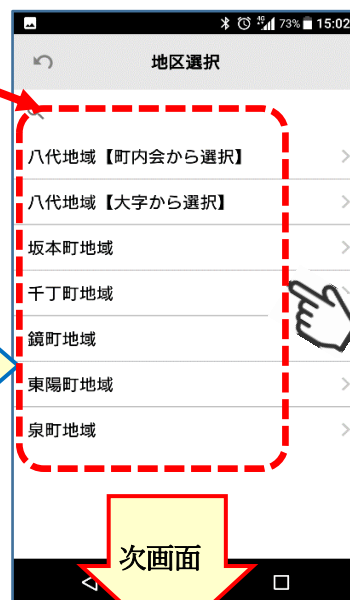 4G 73% 15:02
地区選択
八代地域【町内会から選択】
八代地域【大字から選択】
坂本町地域
千丁町地域
鏡町地域
東陽町地域
泉町地域
次画面